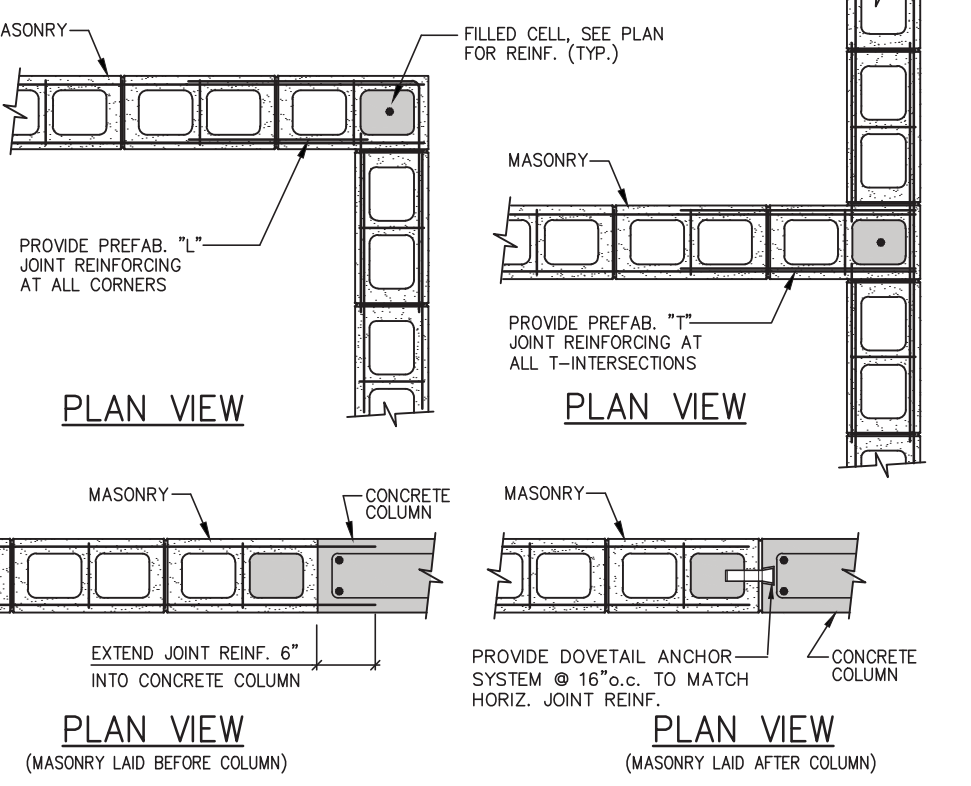 ASONRY
FILLED CELL, SEE PLAN
FOR REINF. (TYP.)
PROVIDE PREFAB. "L"
JOINT REINFORCING
AT ALL CORNERS
PLAN VIEW
MASONRY
PROVIDE PREFAB. "T"
JOINT REINFORCING AT
ALL T-INTERSECTIONS
PLAN VIEW
MASONRY
CONCRETE
COLUMN
EXTEND JOINT REINF. 6"
INTO CONCRETE COLUMN
PLAN VIEW
(MASONRY LAID BEFORE COLUMN)
MASONRY
PROVIDE DOVETAIL ANCHOR
SYSTEM @ 16"o.c. TO MATCH
HORIZ. JOINT REINF.
CONCRETE
COLUMN
PLAN VIEW
(MASONRY LAID AFTER COLUMN)